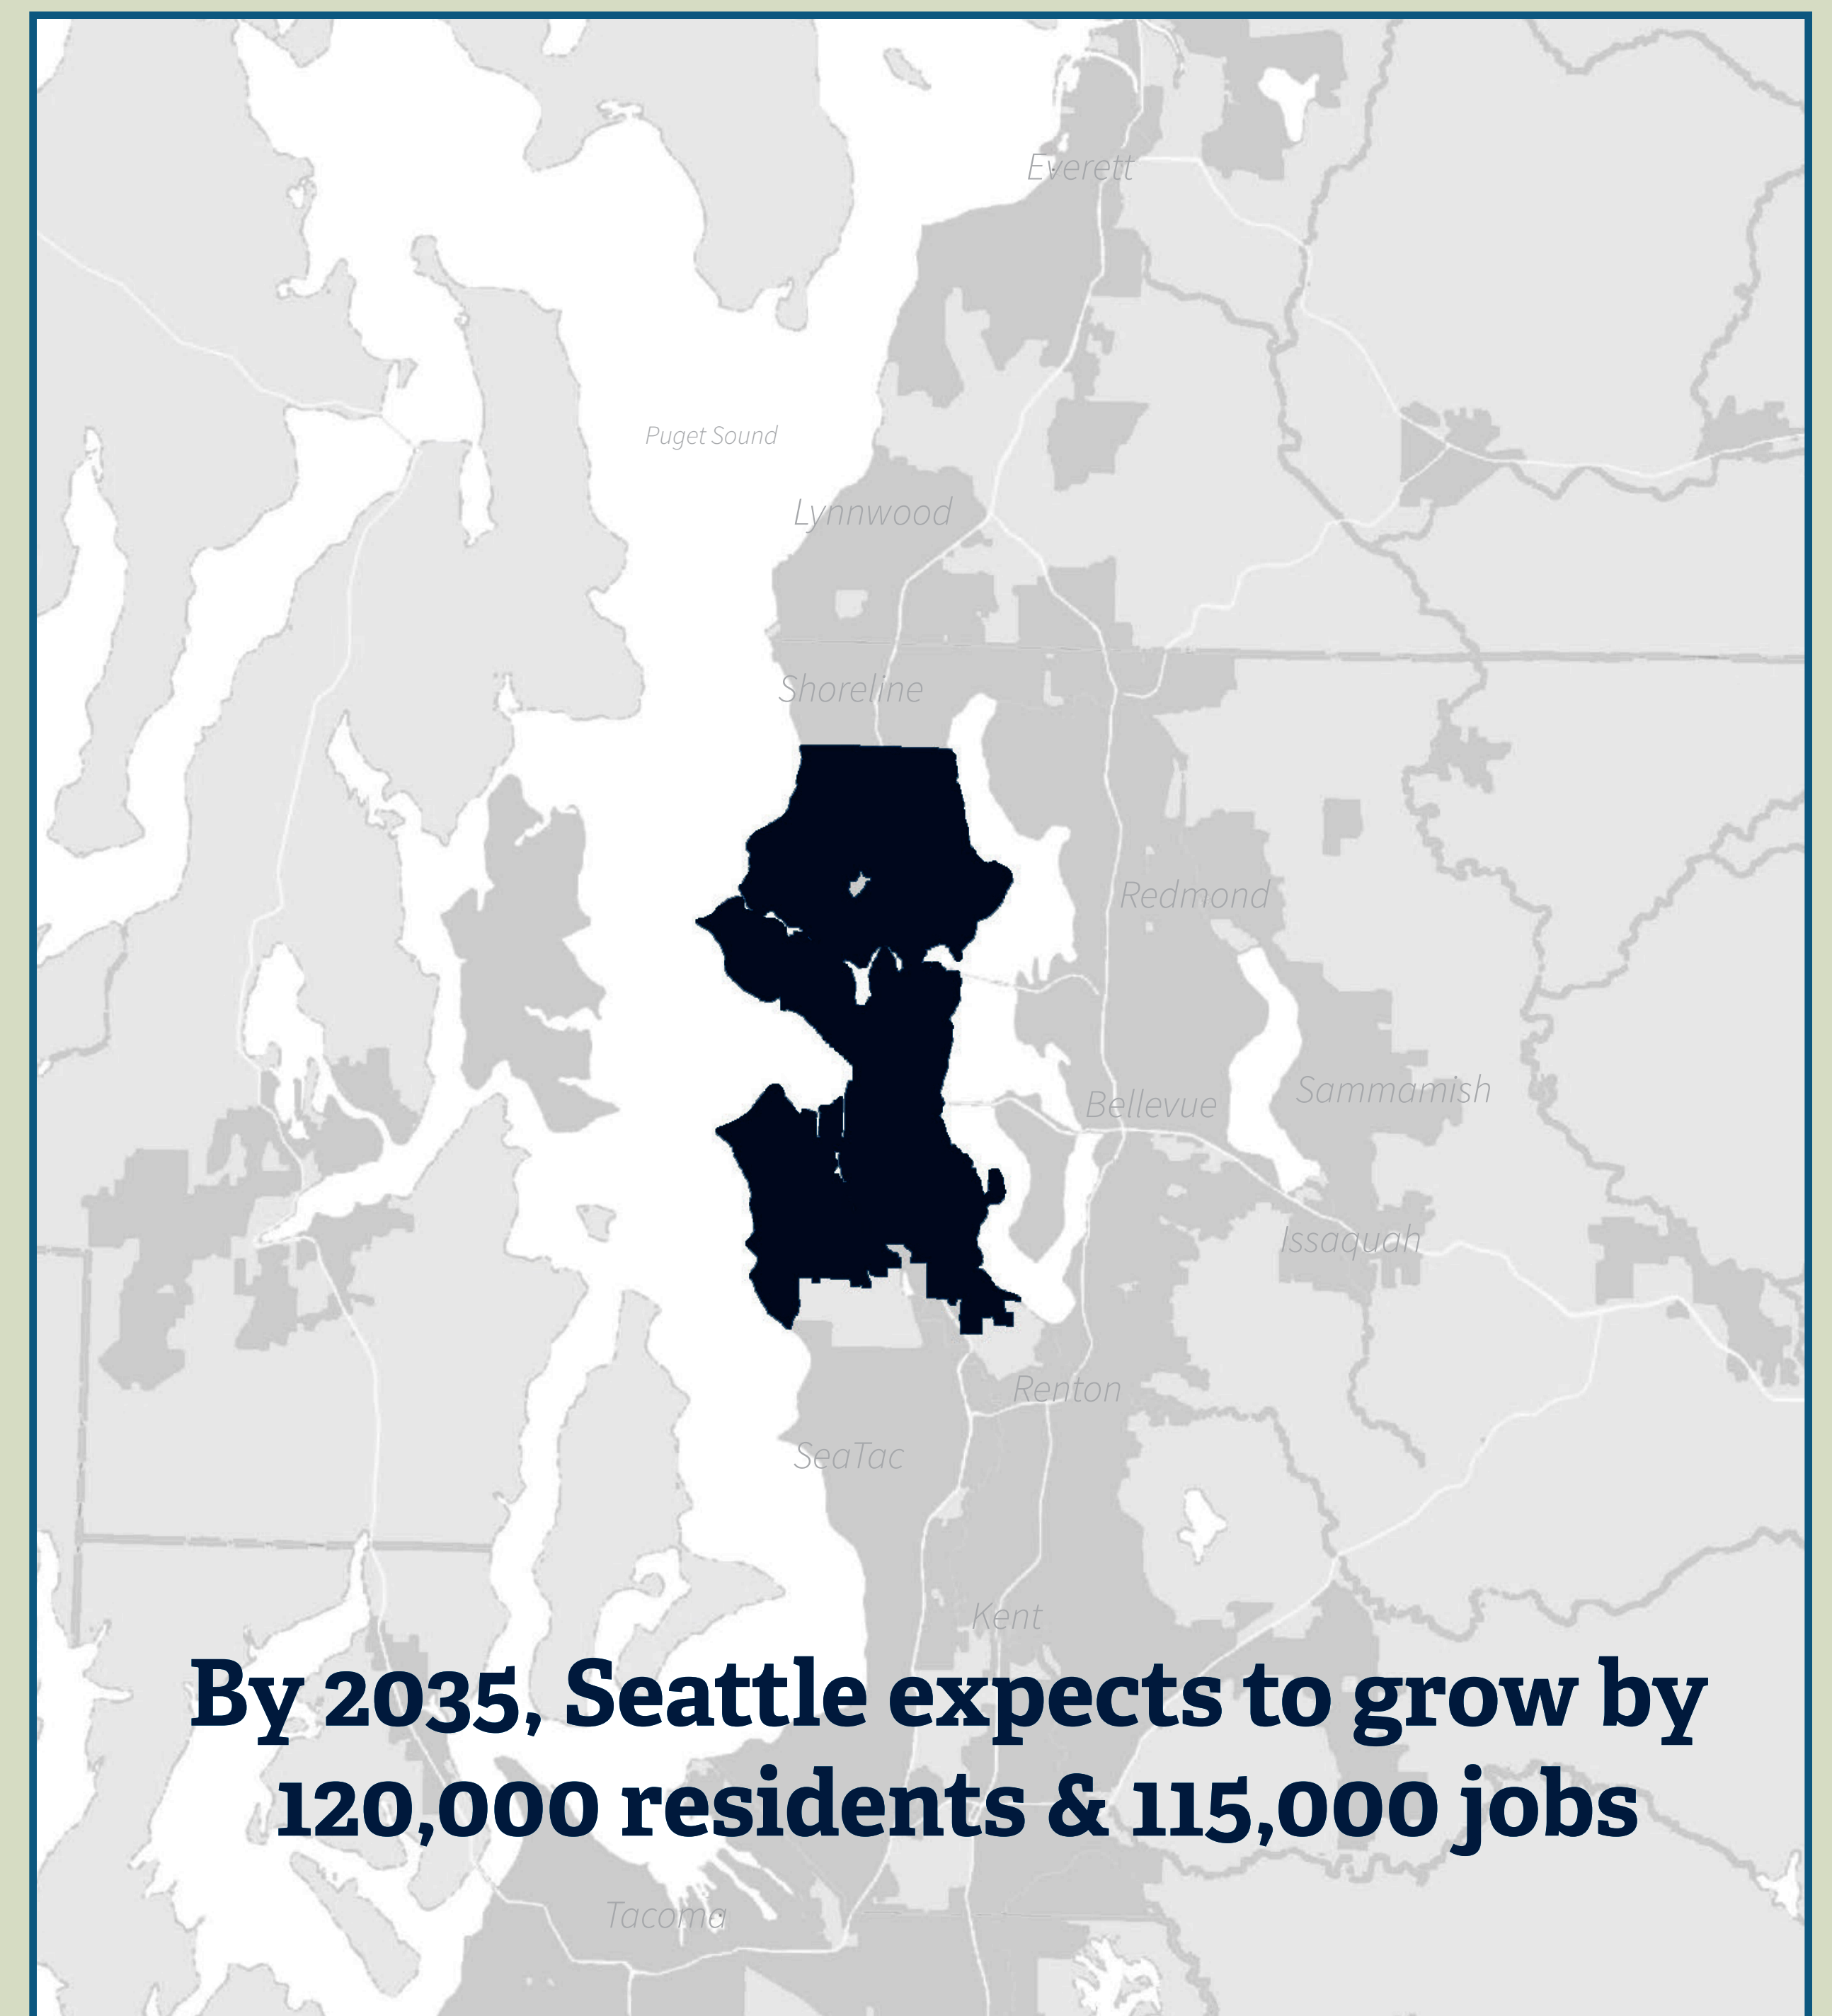 Everett
Puget Sound
Lynnwood
Shoreline
Redmond
Sammamish
Bellevue
Issaquah
Renton
SeaTac
Kent
By 2035, Seattle expects to grow by
120,000 residents & 115,000 jobs
Tacoma